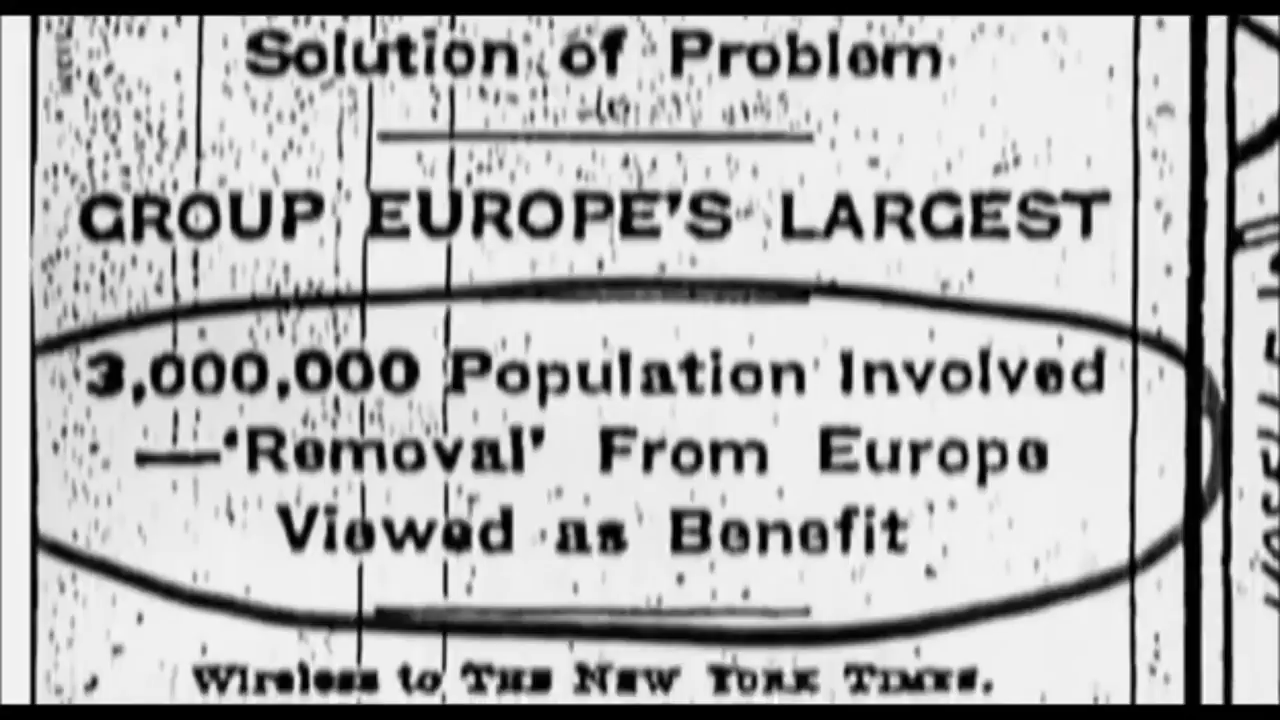 Solution of Problem
GROUP EUROPE'S LARGEST
3,000,000 Population Involved
—'Removal' From Europe
Viewed as Benefit
Wireless to THE NEW YORK TIMES.